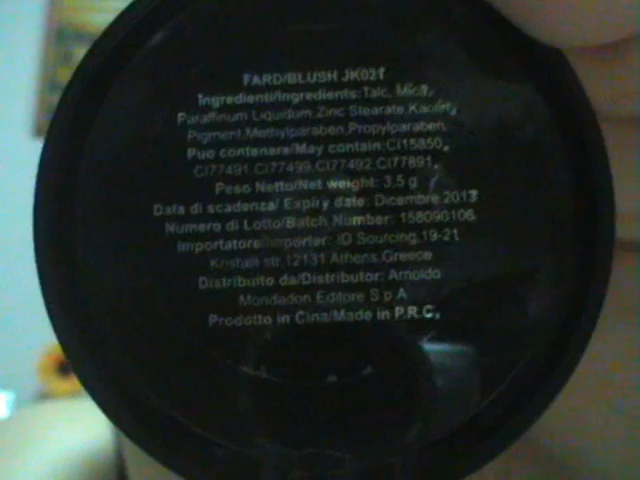 FARD/BLUSH JK021
Ingredienti/Ingredients:Talc, Mica,
Paraffinum Liquidum,Zinc Stearate,Kaolin,
Pigment,Methylparaben,Propylparaben.
Puo contenere/May contain:CI15850,
CI77491,CI77499,CI77492,CI77891.
Peso Netto/Net weight: 3.5 g
Data di scadenza/ Expiry date: Dicembre 2013
Numero di Lotto/Batch Number: 158090106
Importatore/Importer: ID Sourcing,19-21
str,12131 Athens,Greece
Distribuito da/Distributor: Arnoldo
Mondadori Editore S.p.A
Prodotto in Cina/Made in P.R.C.